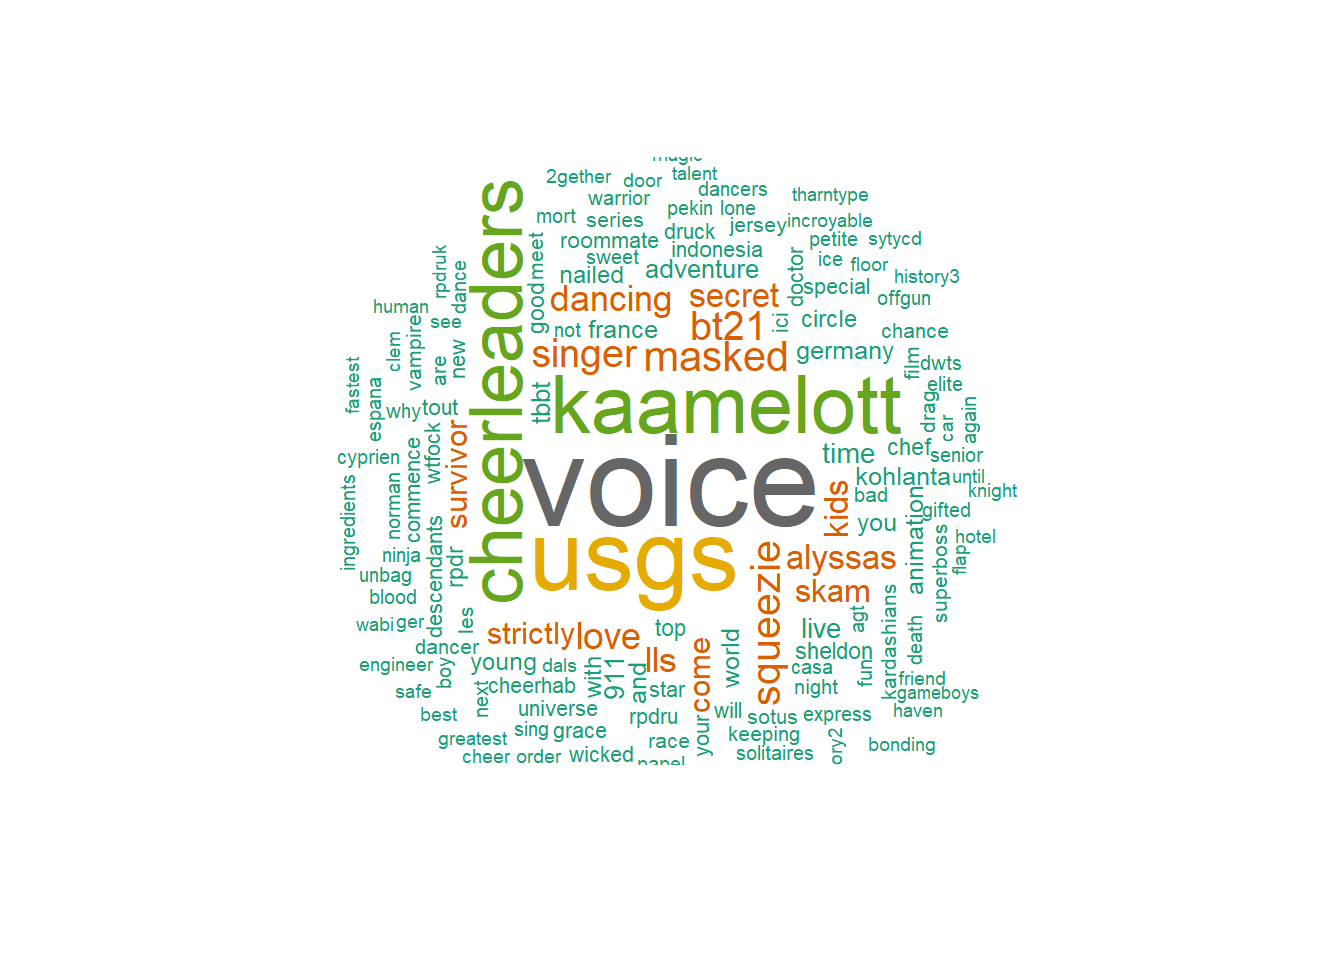 magic
2gether
door
talent
warrior
dancers
tharntype
mort
series
pekin
lone
jersey
incroyable
roommate
druck
indonesia
petite
sytycd
sweet
meet
nailed
adventure
doctor
ice
floor
special
history3
rpdruk
dance
human
good
dancing
secret
offgun
see
not
france
bt21
ici
circle
chance
clem
vampire
are
new
singer
masked
germany
film
dwts
elite
fastest
espana
why
tout
cheerleaders
tbbt
kaamelott
drag
car
again
cyprien
wtfock
survivor
voice
time
chef
senior
kohlanta
until
knight
ingredients
norman
commence
kids
bad
you
animation
gifted
ninja
descendants
rpdr
usgs
squeezie
alyssas
superboss
flap
hotel
unbag
blood
skam
wabi
ger
les
strictly
love
top
world
live
agt
kardashians
death
dancer
engineer
boy
young
dals
with
911
and
lls
come
sheldon
casa
fun
friend
safe
next
cheerhab
star
night
gameboys
best
universe
rpdru
your
will
sotus
express
haven
greatest
sing
grace
race
keeping
ory2
bonding
cheer
order
wicked
papel
solitaires